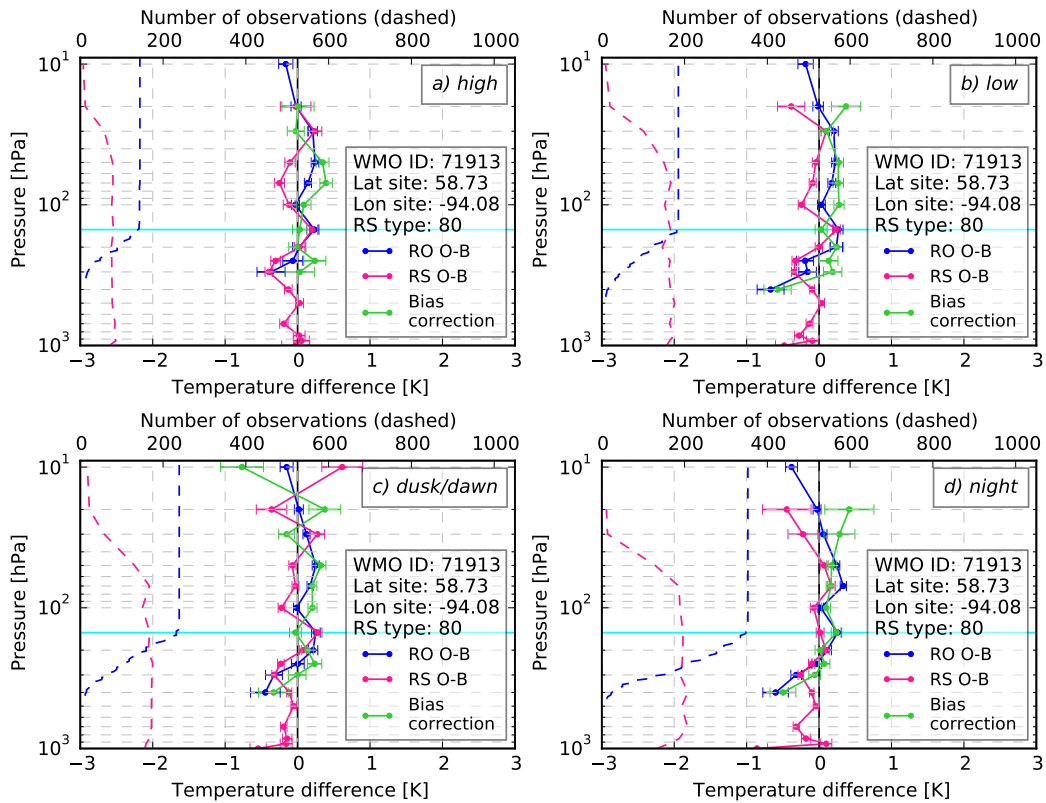 Number of observations (dashed)
0 200 400 600 800 1000
10¹
10²
10³
Pressure [hPa]
a) high
WMO ID: 71913
Lat site: 58.73
Lon site: -94.08
RS type: 80
RO O-B
RS O-B
Bias
correction
−3 −2 −1 0 1 2 3
Temperature difference [K]
Number of observations (dashed)
0 200 400 600 800 1000
10¹
10²
10³
Pressure [hPa]
b) low
WMO ID: 71913
Lat site: 58.73
Lon site: -94.08
RS type: 80
RO O-B
RS O-B
Bias
correction
−3 −2 −1 0 1 2 3
Temperature difference [K]
Number of observations (dashed)
0 200 400 600 800 1000
10¹
10²
10³
Pressure [hPa]
c) dusk/dawn
WMO ID: 71913
Lat site: 58.73
Lon site: -94.08
RS type: 80
RO O-B
RS O-B
Bias
correction
−3 −2 −1 0 1 2 3
Temperature difference [K]
Number of observations (dashed)
0 200 400 600 800 1000
10¹
10²
10³
Pressure [hPa]
d) night
WMO ID: 71913
Lat site: 58.73
Lon site: -94.08
RS type: 80
RO O-B
RS O-B
Bias
correction
−3 −2 −1 0 1 2 3
Temperature difference [K]